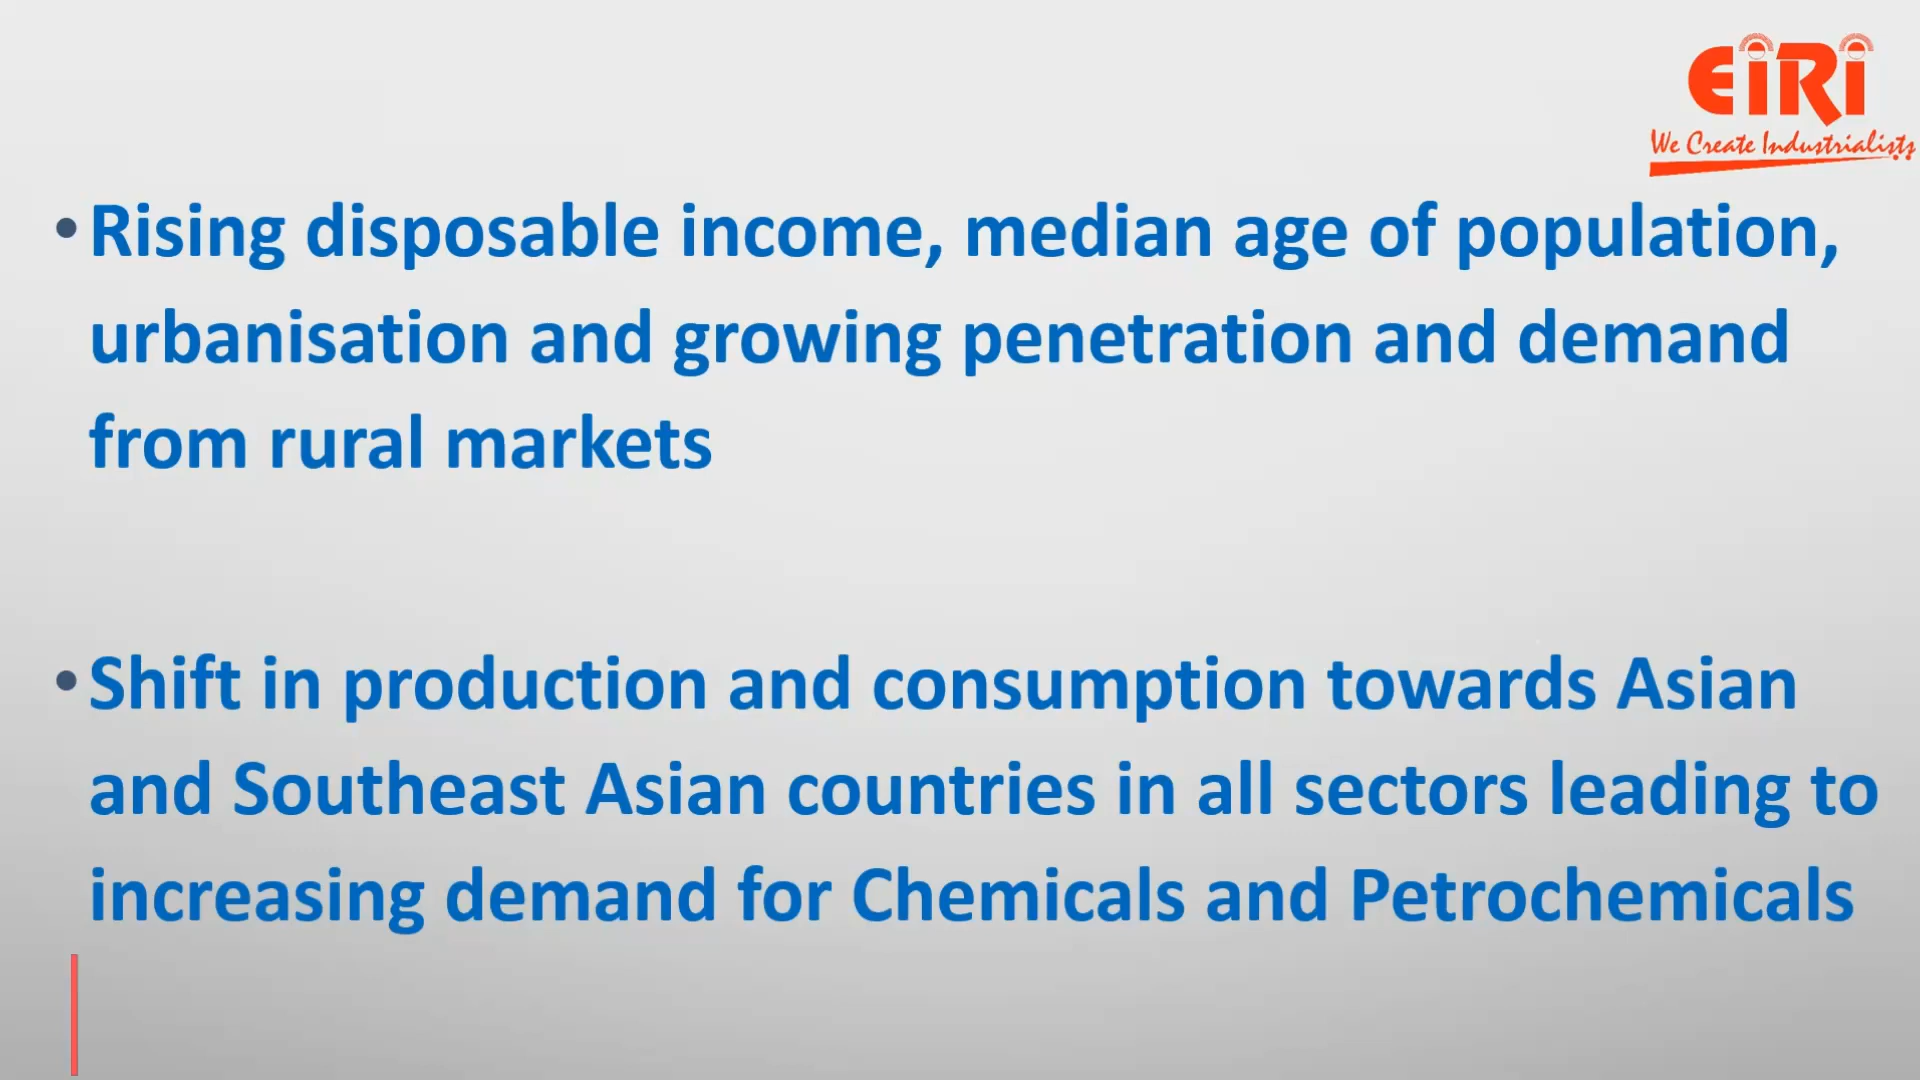 EiRi
We Create Industrialists
• Rising disposable income, median age of population,
urbanisation and growing penetration and demand
from rural markets
• Shift in production and consumption towards Asian
and Southeast Asian countries in all sectors leading to
increasing demand for Chemicals and Petrochemicals